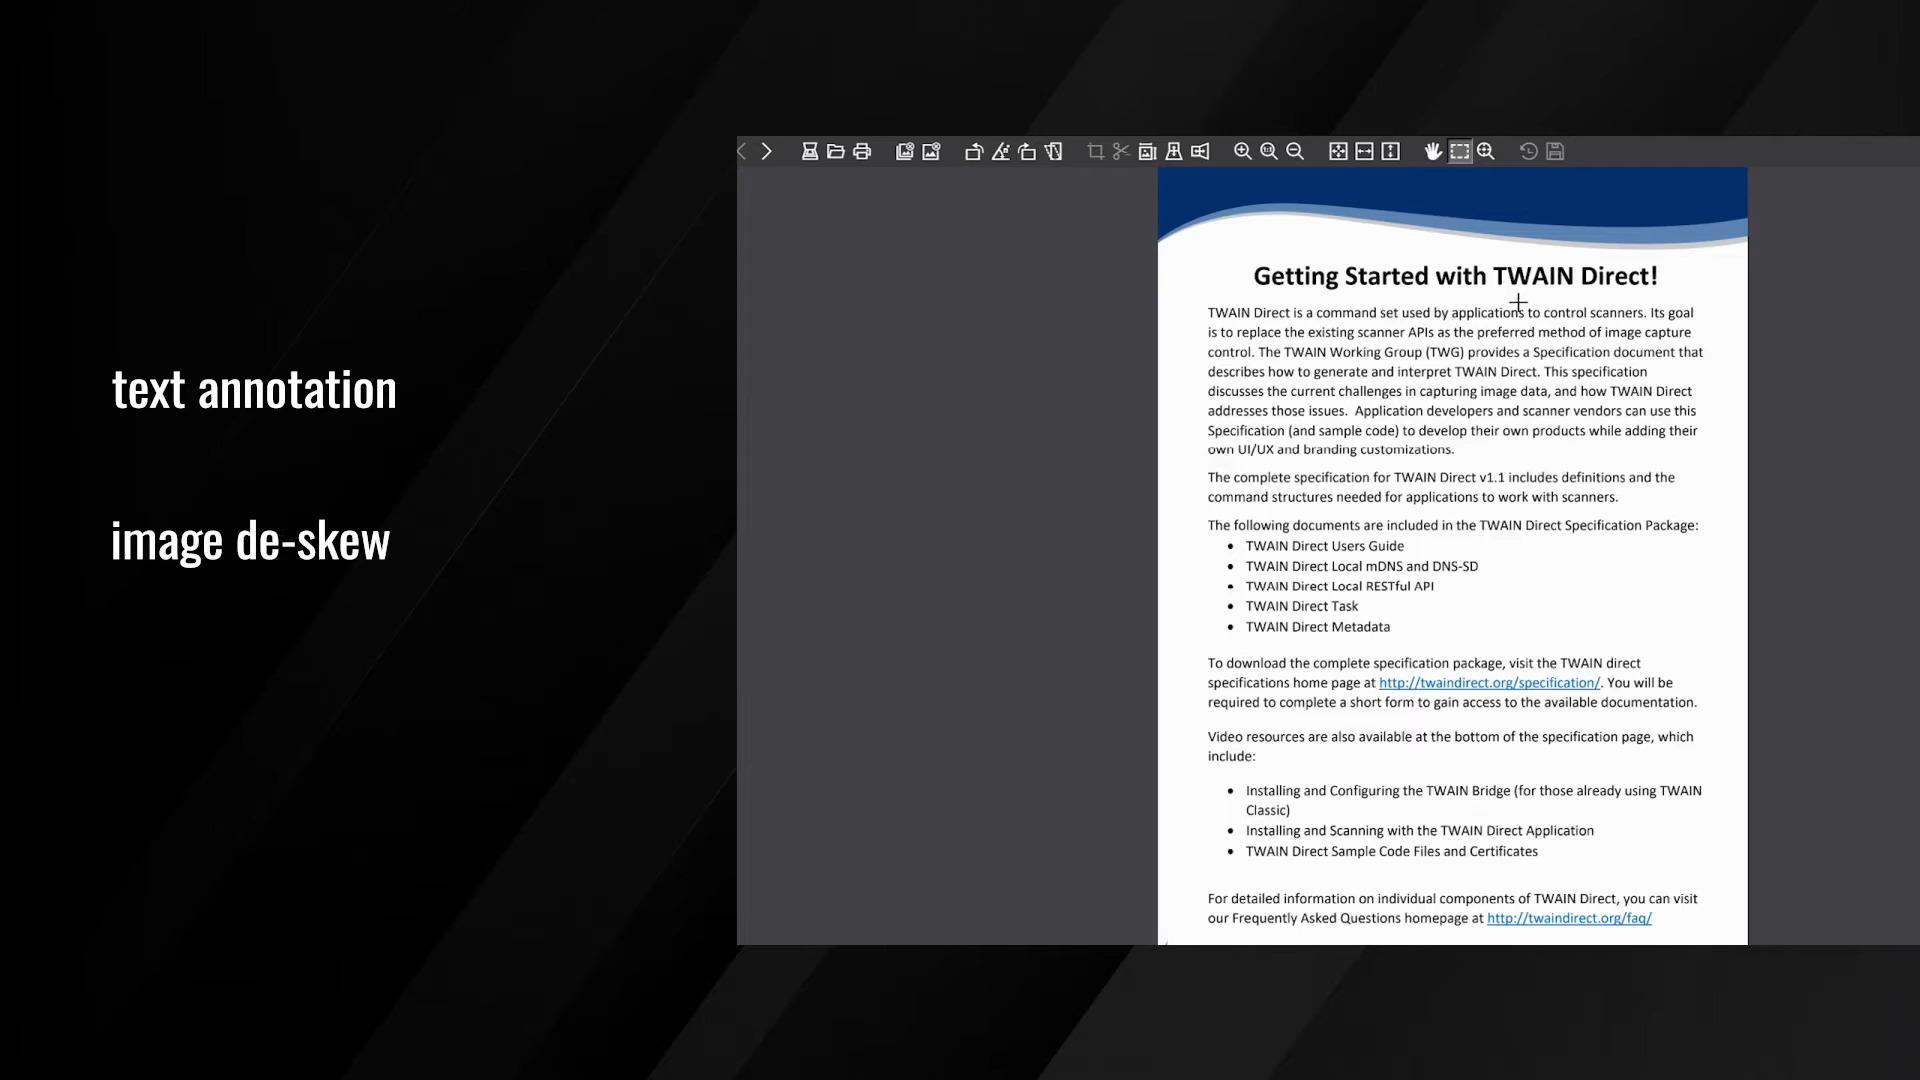 text annotation
image de-skew
Getting Started with TWAIN Direct!
TWAIN Direct is a command set used by applications to control scanners. Its goal
is to replace the existing scanner APIs as the preferred method of image capture
control. The TWAIN Working Group (TWG) provides a Specification document that
describes how to generate and interpret TWAIN Direct. This specification
discusses the current challenges in capturing image data, and how TWAIN Direct
addresses those issues.  Application developers and scanner vendors can use this
Specification (and sample code) to develop their own products while adding their
own UI/UX and branding customizations.
The complete specification for TWAIN Direct v1.1 includes definitions and the
command structures needed for applications to work with scanners.
The following documents are included in the TWAIN Direct Specification Package:
• TWAIN Direct Users Guide
• TWAIN Direct Local mDNS and DNS-SD
• TWAIN Direct Local RESTful API
• TWAIN Direct Task
• TWAIN Direct Metadata
To download the complete specification package, visit the TWAIN direct
specifications home page at http://twaindirect.org/specification/. You will be
required to complete a short form to gain access to the available documentation.
Video resources are also available at the bottom of the specification page, which
include:
• Installing and Configuring the TWAIN Bridge (for those already using TWAIN
Classic)
• Installing and Scanning with the TWAIN Direct Application
• TWAIN Direct Sample Code Files and Certificates
For detailed information on individual components of TWAIN Direct, you can visit
our Frequently Asked Questions homepage at http://twaindirect.org/faq/